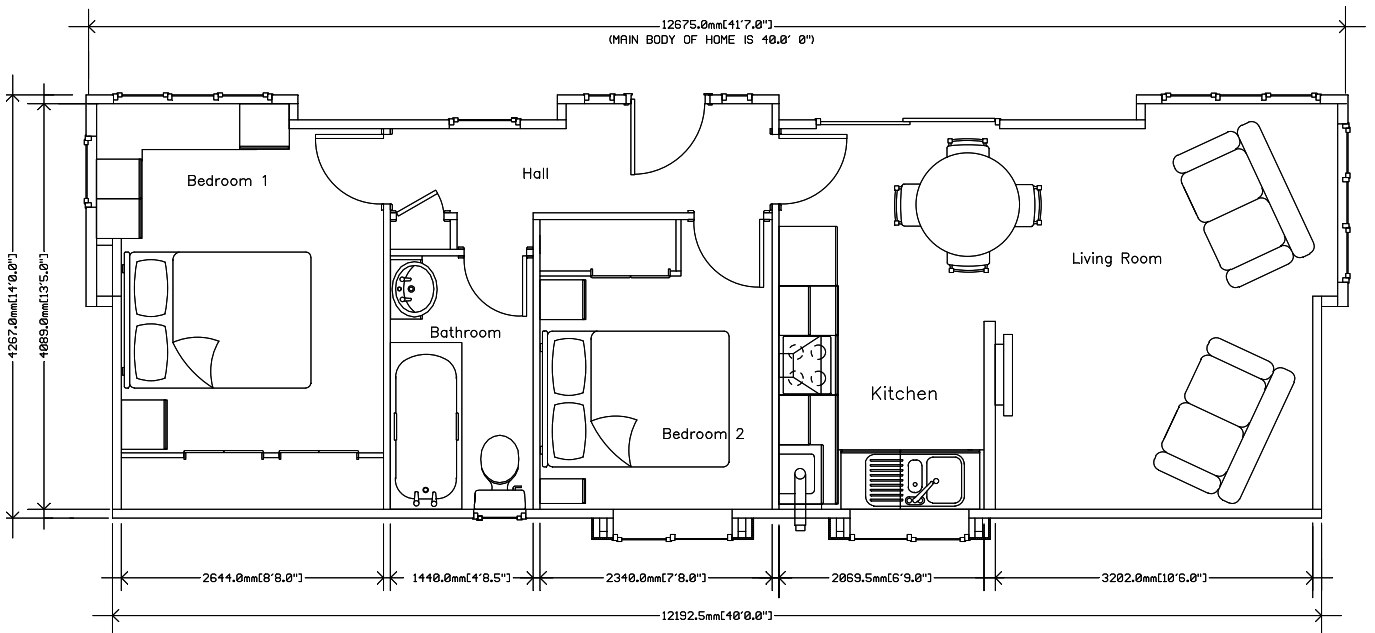 12675.0mm[41'7.0"]
(MAIN BODY OF HOME IS 40.0' 0")
Bedroom 1
Hall
Living Room
4267.0mm[14'0.0"]
4089.0mm[13'5.0"]
Bathroom
Kitchen
Bedroom 2
2644.0mm[8'8.0"]
1440.0mm[4'8.5"]
2340.0mm[7'8.0"]
2069.5mm[6'9.0"]
3202.0mm[10'6.0"]
12192.5mm[40'0.0"]